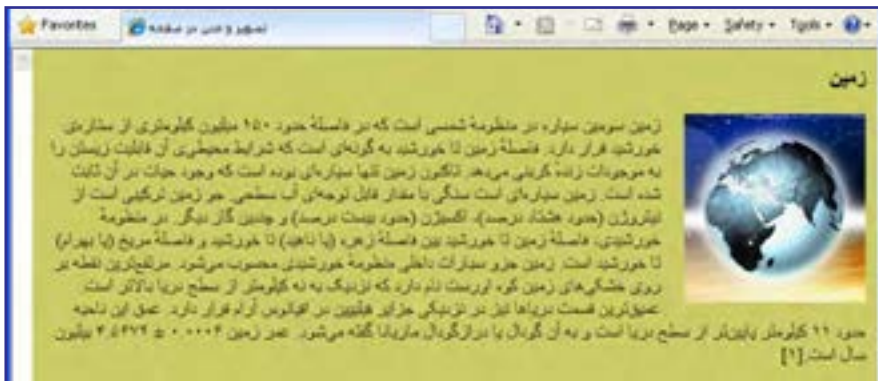 Favorites
تصویر و متن در صفحه
Page Safety Tools
زمین
زمین سومین سیاره در منظومهٔ شمسی است که در فاصلهٔ حدود ۱۵۰ میلیون کیلومتری از ستاره‌ی
خورشید قرار دارد. فاصلهٔ زمین تا خورشید به گونه‌ای است که شرایط محیطی‌ی آن قابلیت زیستن را
به موجودات زندهٔ کربنی می‌دهد. تاکنون زمین تنها سیاره‌ای بوده است که وجود حیات در آن ثابت
شده است. زمین سیاره‌ای است سنگی با مقدار قابل توجه‌ای آب سطحی. جو زمین ترکیبی است از
نیتروژن (حدود هشتاد درصد)، اکسیژن (حدود بیست درصد) و چندین گاز دیگر. در منظومهٔ
خورشیدی، فاصلهٔ زمین تا خورشید بین فاصلهٔ زهره (یا ناهید) تا خورشید و فاصلهٔ مریخ (یا بهرام)
تا خورشید است. زمین جزو سیارات داخلی منظومهٔ خورشیدی محسوب می‌شود. مرتفع‌ترین نقطه بر
روی خشکی‌های زمین کوه اورست نام دارد که نزدیک به نه کیلومتر از سطح دریا بالاتر است.
عمیق‌ترین قسمت دریاها نیز در نزدیکی جزایر فیلیپین در اقیانوس آرام قرار دارد. عمق این ناحیه
حدود ۱۱ کیلومتر پایین‌تر از سطح دریا است و به آن گودال یا درازگودال ماریانا گفته می‌شود. عمر زمین بیلیون
سال است.[۱]